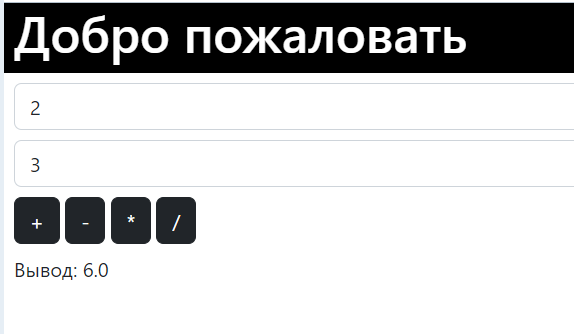 Добро пожаловать
2
3
+ - * /
Вывод: 6.0